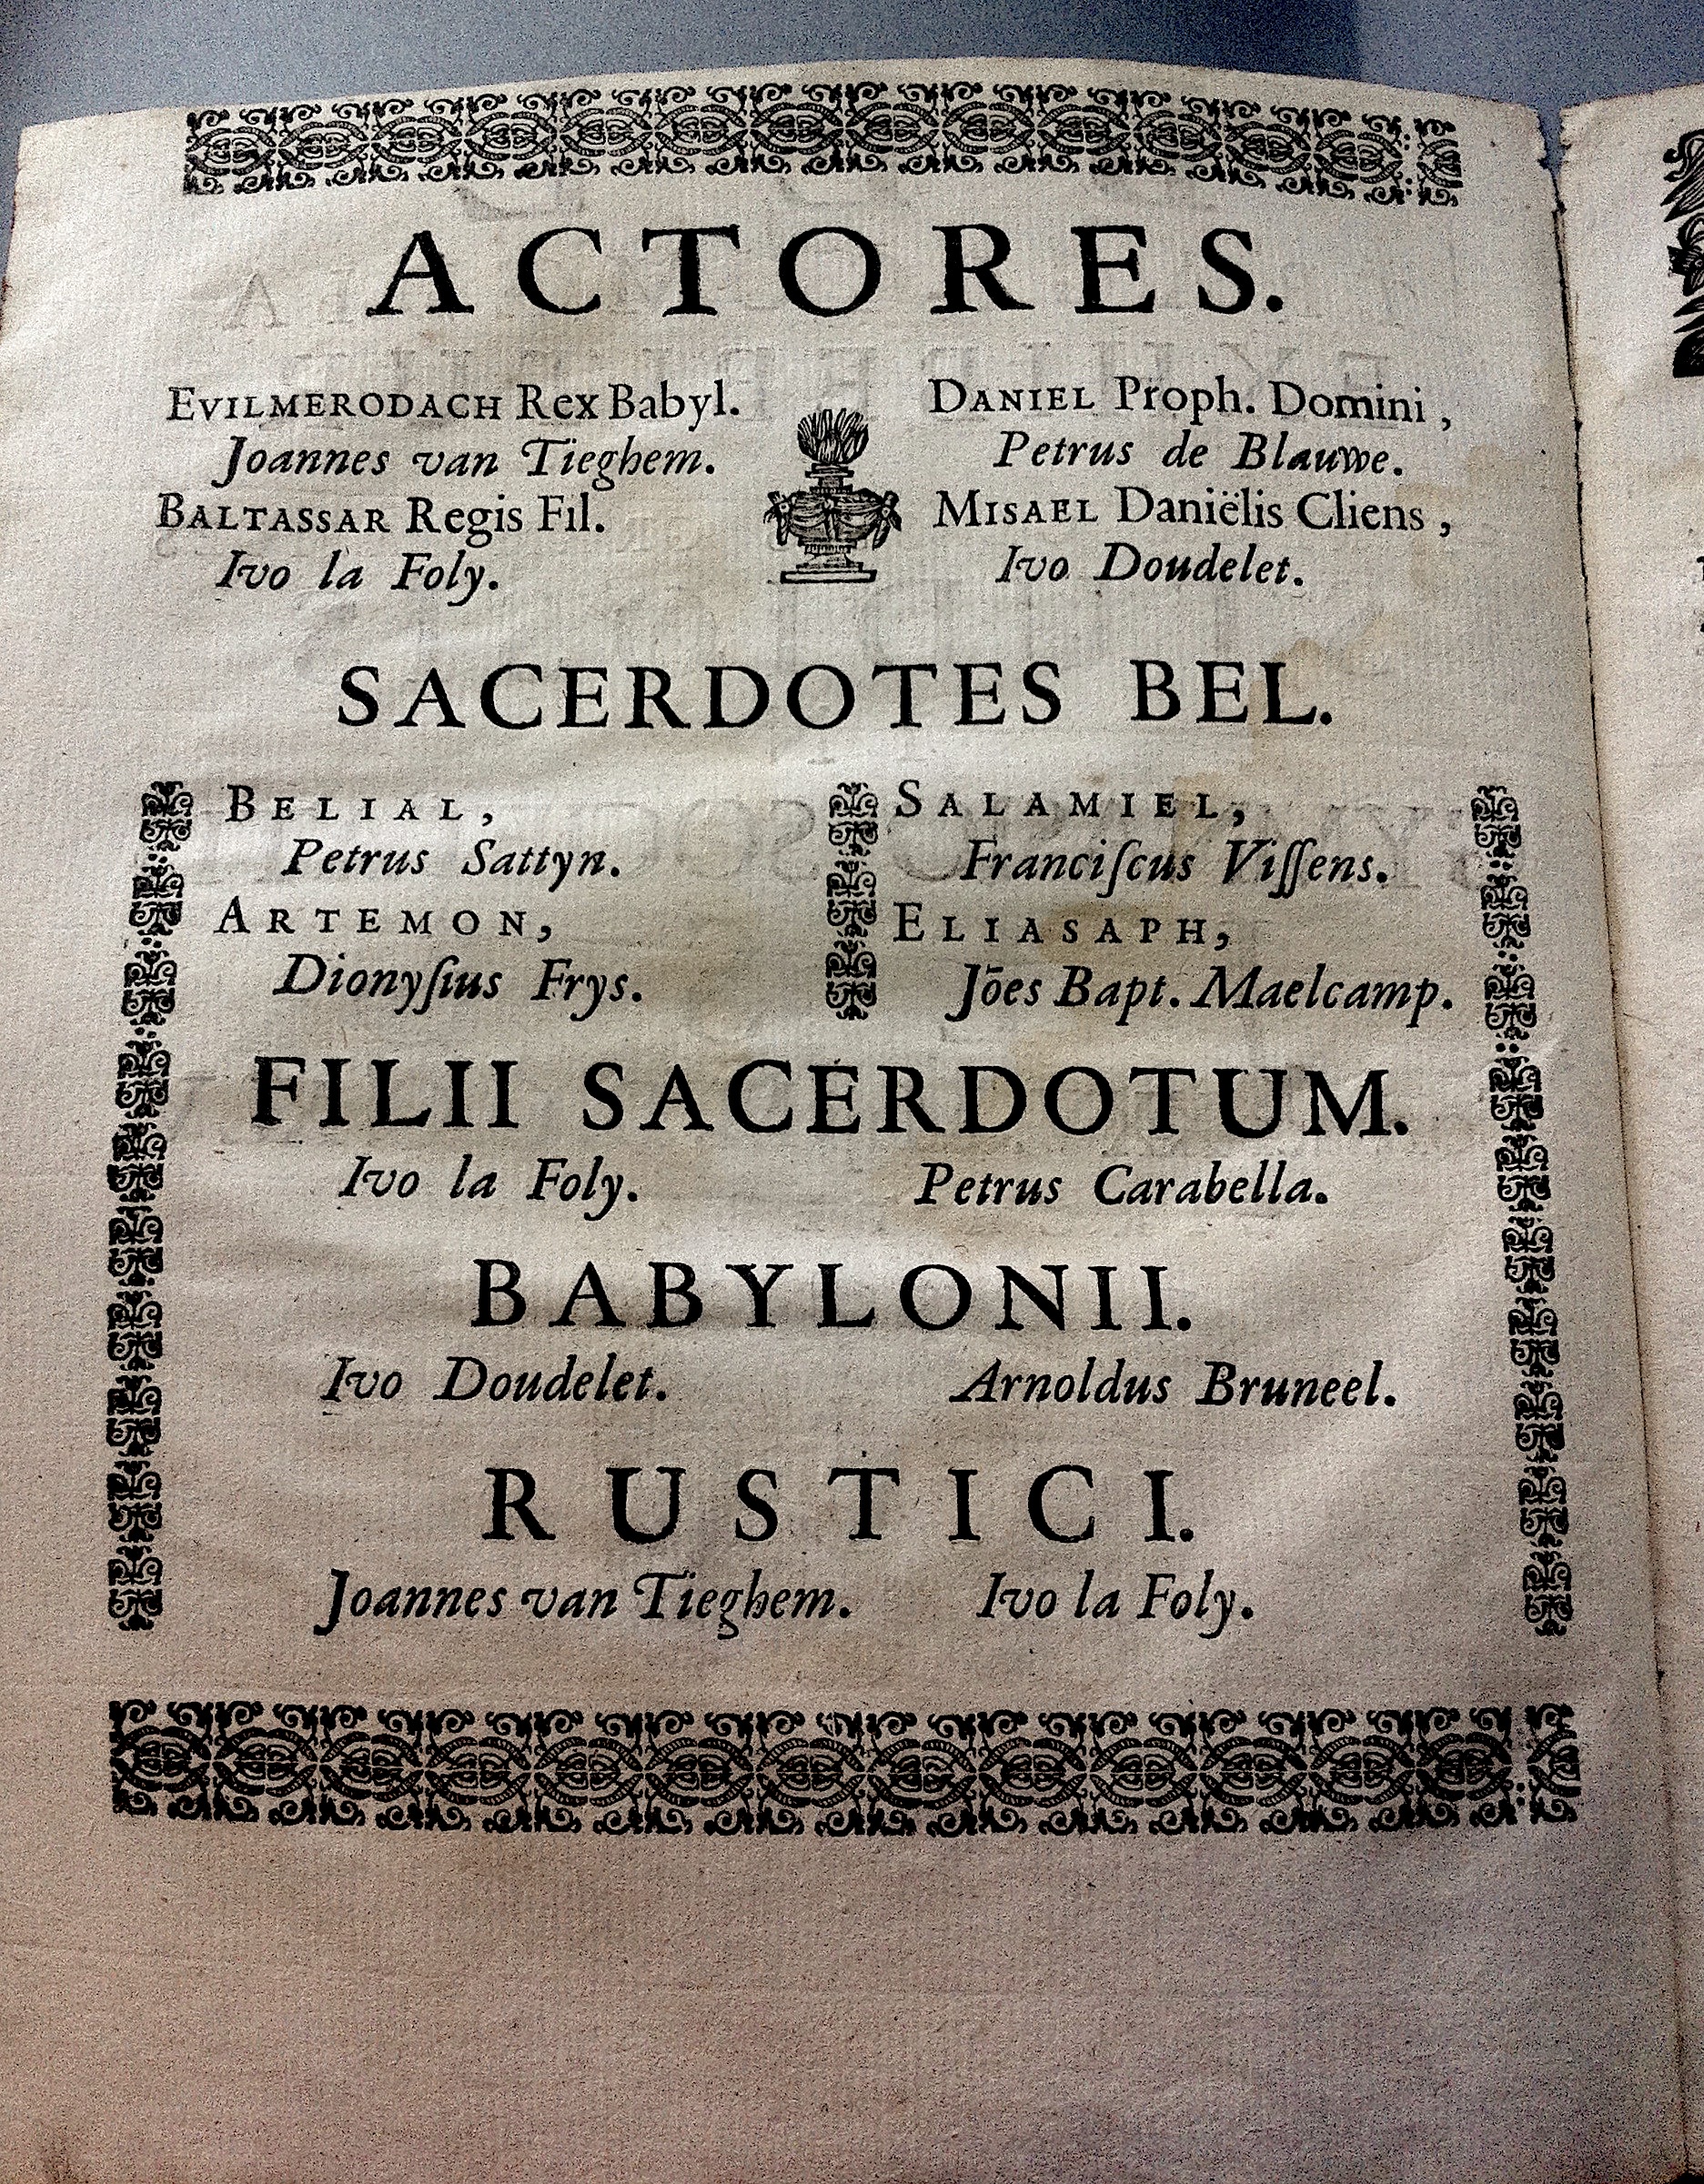 ACTORES.
EVILMERODACH Rex Babyl.
Joannes van Tieghem.
BALTASSAR Regis Fil.
Ivo la Foly.
DANIEL Proph. Domini,
Petrus de Blauwe.
MISAEL Daniëlis Cliens,
Ivo Doudelet.
SACERDOTES BEL.
BELIAL,
Petrus Sattyn.
ARTEMON,
Dionyſius Frys.
SALAMIEL,
Franciſcus Viſſens.
ELIASAPH,
Jōes Bapt. Maelcamp.
FILII SACERDOTUM.
Ivo la Foly. Petrus Carabella.
BABYLONII.
Ivo Doudelet. Arnoldus Bruneel.
RUSTICI.
Joannes van Tieghem. Ivo la Foly.